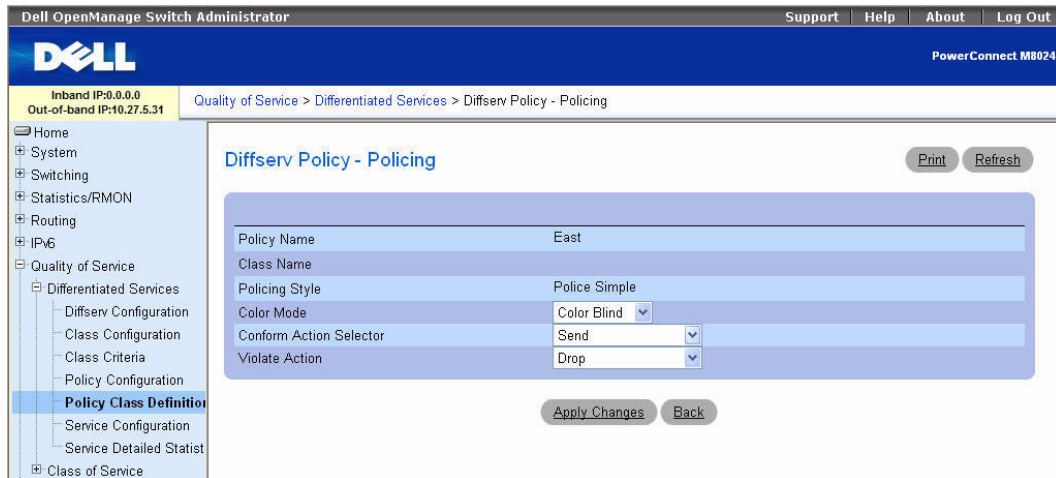 Dell OpenManage Switch Administrator
Support Help About Log Out
DELL
PowerConnect M8024
Inband IP:0.0.0.0
Out-of-band IP:10.27.5.31
Quality of Service > Differentiated Services > Diffserv Policy - Policing
Home
System
Switching
Statistics/RMON
Routing
IPv6
Quality of Service
Differentiated Services
Diffserv Configuration
Class Configuration
Class Criteria
Policy Configuration
Policy Class Definition
Service Configuration
Service Detailed Statist
Class of Service
Diffserv Policy - Policing
Print Refresh
Policy Name East
Class Name
Policing Style Police Simple
Color Mode Color Blind
Conform Action Selector Send
Violate Action Drop
Apply Changes Back